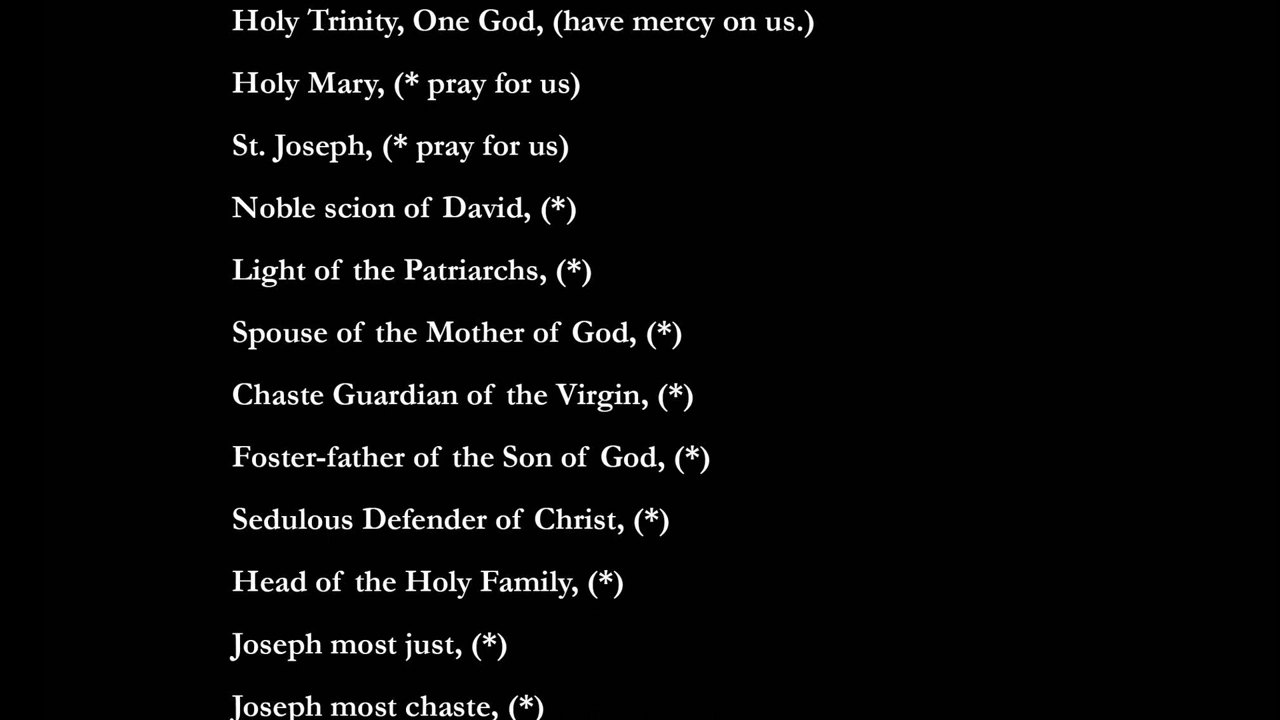 Holy Trinity, One God, (have mercy on us.)
Holy Mary, (* pray for us)
St. Joseph, (* pray for us)
Noble scion of David, (*)
Light of the Patriarchs, (*)
Spouse of the Mother of God, (*)
Chaste Guardian of the Virgin, (*)
Foster-father of the Son of God, (*)
Sedulous Defender of Christ, (*)
Head of the Holy Family, (*)
Joseph most just, (*)
Joseph most chaste, (*)